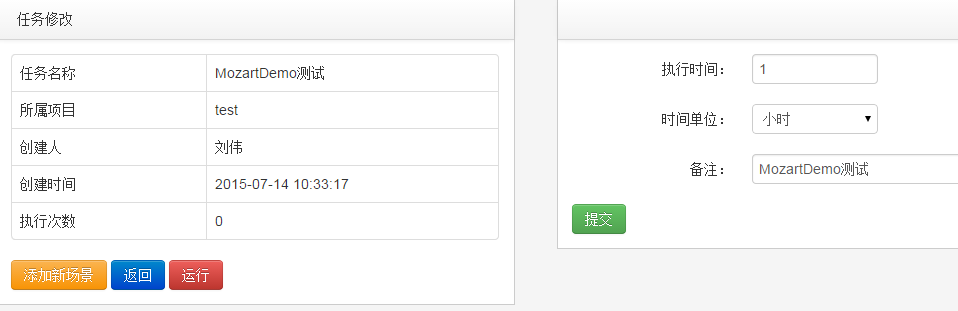 任务修改
任务名称 MozartDemo测试
所属项目 test
创建人 刘伟
创建时间 2015-07-14 10:33:17
执行次数 0
添加新场景 返回 运行
执行时间： 1
时间单位： 小时
备注： MozartDemo测试
提交